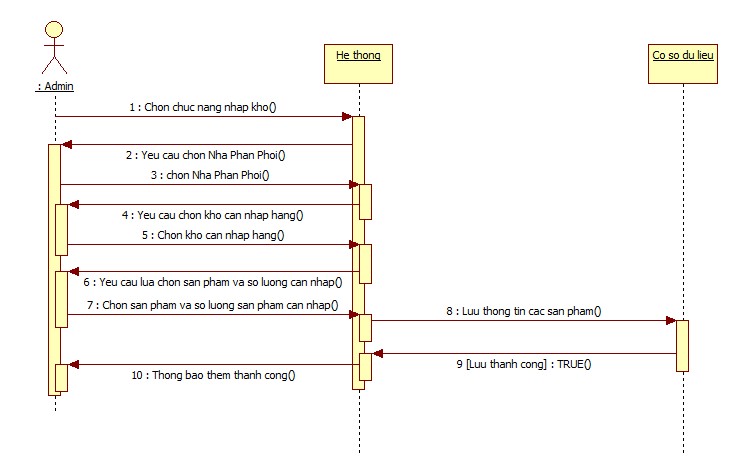 He thong
Co so du lieu
: Admin
1 : Chon chuc nang nhap kho()
2 : Yeu cau chon Nha Phan Phoi()
3 : chon Nha Phan Phoi()
4 : Yeu cau chon kho can nhap hang()
5 : Chon kho can nhap hang()
6 : Yeu cau lua chon san pham va so luong can nhap()
7 : Chon san pham va so luong san pham can nhap()
8 : Luu thong tin cac san pham()
9 [Luu thanh cong] : TRUE()
10 : Thong bao them thanh cong()